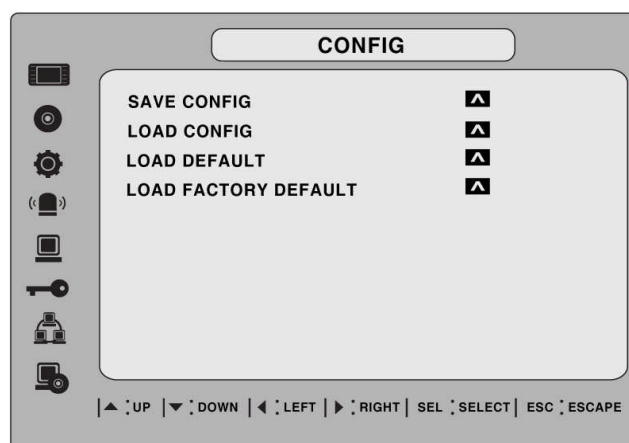 CONFIG
SAVE CONFIG
LOAD CONFIG
LOAD DEFAULT
LOAD FACTORY DEFAULT
▲ : UP | ▼ : DOWN | ◀ : LEFT | ▶ : RIGHT | SEL : SELECT | ESC : ESCAPE